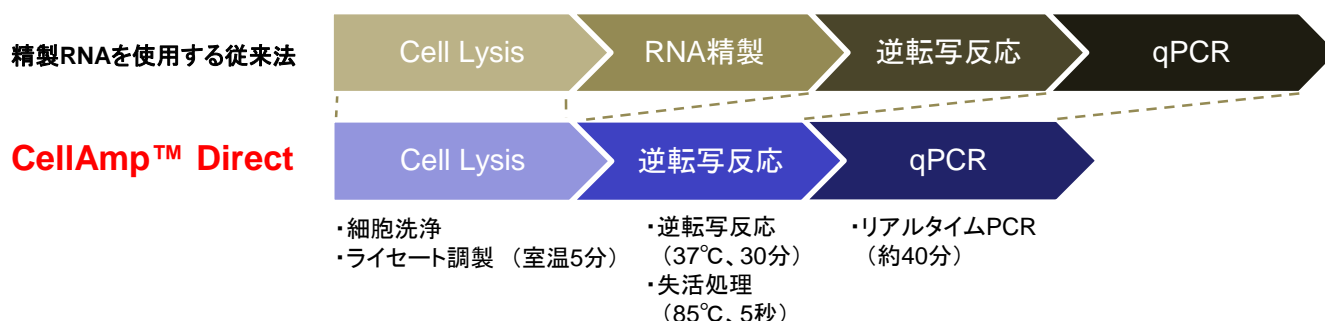 精製RNAを使用する従来法
Cell Lysis
RNA精製
逆転写反応
qPCR
CellAmp™ Direct
Cell Lysis
逆転写反応
qPCR
・細胞洗浄
・ライセート調製 （室温5分）
・逆転写反応
（37℃、30分）
・失活処理
（85℃、5秒）
・リアルタイムPCR
（約40分）